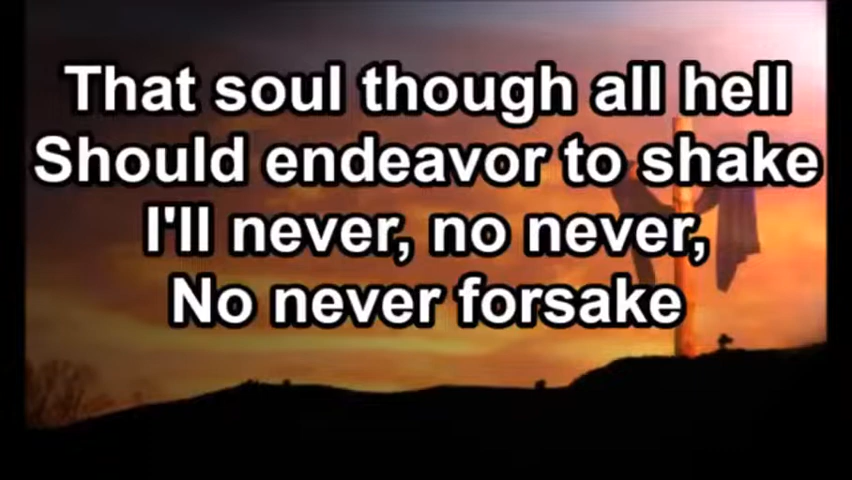 That soul though all hell
Should endeavor to shake
I'll never, no never,
No never forsake